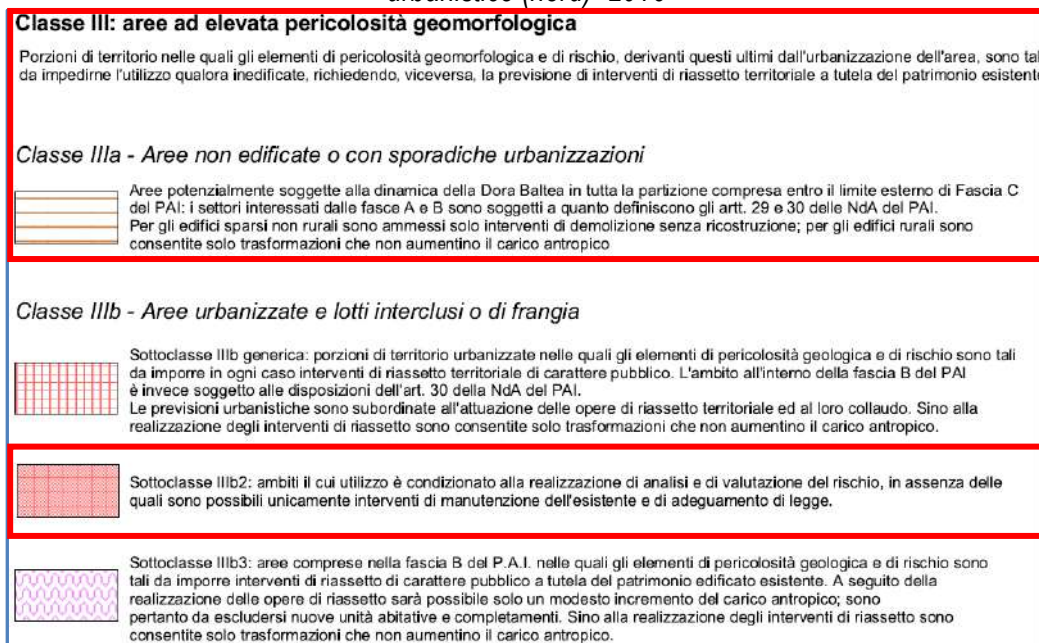 urbanistico (nord)- 2010
Classe III: aree ad elevata pericolosità geomorfologica
Porzioni di territorio nelle quali gli elementi di pericolosità geomorfologica e di rischio, derivanti questi ultimi dall'urbanizzazione dell'area, sono tal
da impedirne l'utilizzo qualora inedificate, richiedendo, viceversa, la previsione di interventi di riassetto territoriale a tutela del patrimonio esistente
Classe IIIa - Aree non edificate o con sporadiche urbanizzazioni
Aree potenzialmente soggette alla dinamica della Dora Baltea in tutta la partizione compresa entro il limite esterno di Fascia C
del PAI: i settori interessati dalle fasce A e B sono soggetti a quanto definiscono gli artt. 29 e 30 delle NdA del PAI.
Per gli edifici sparsi non rurali sono ammessi solo interventi di demolizione senza ricostruzione; per gli edifici rurali sono
consentite solo trasformazioni che non aumentino il carico antropico
Classe IIIb - Aree urbanizzate e lotti interclusi o di frangia
Sottoclasse IIIb generica: porzioni di territorio urbanizzate nelle quali gli elementi di pericolosità geologica e di rischio sono tali
da imporre in ogni caso interventi di riassetto territoriale di carattere pubblico. L'ambito all'interno della fascia B del PAI
è invece soggetto alle disposizioni dell'art. 30 della NdA del PAI.
Le previsioni urbanistiche sono subordinate all'attuazione delle opere di riassetto territoriale ed al loro collaudo. Sino alla
realizzazione degli interventi di riassetto sono consentite solo trasformazioni che non aumentino il carico antropico.
Sottoclasse IIIb2: ambiti il cui utilizzo è condizionato alla realizzazione di analisi e di valutazione del rischio, in assenza delle
quali sono possibili unicamente interventi di manutenzione dell'esistente e di adeguamento di legge.
Sottoclasse IIIb3: aree comprese nella fascia B del P.A.I. nelle quali gli elementi di pericolosità geologica e di rischio sono
tali da imporre interventi di riassetto di carattere pubblico a tutela del patrimonio edificato esistente. A seguito della
realizzazione delle opere di riassetto sarà possibile solo un modesto incremento del carico antropico; sono
pertanto da escludersi nuove unità abitative e completamenti. Sino alla realizzazione degli interventi di riassetto sono
consentite solo trasformazioni che non aumentino il carico antropico.